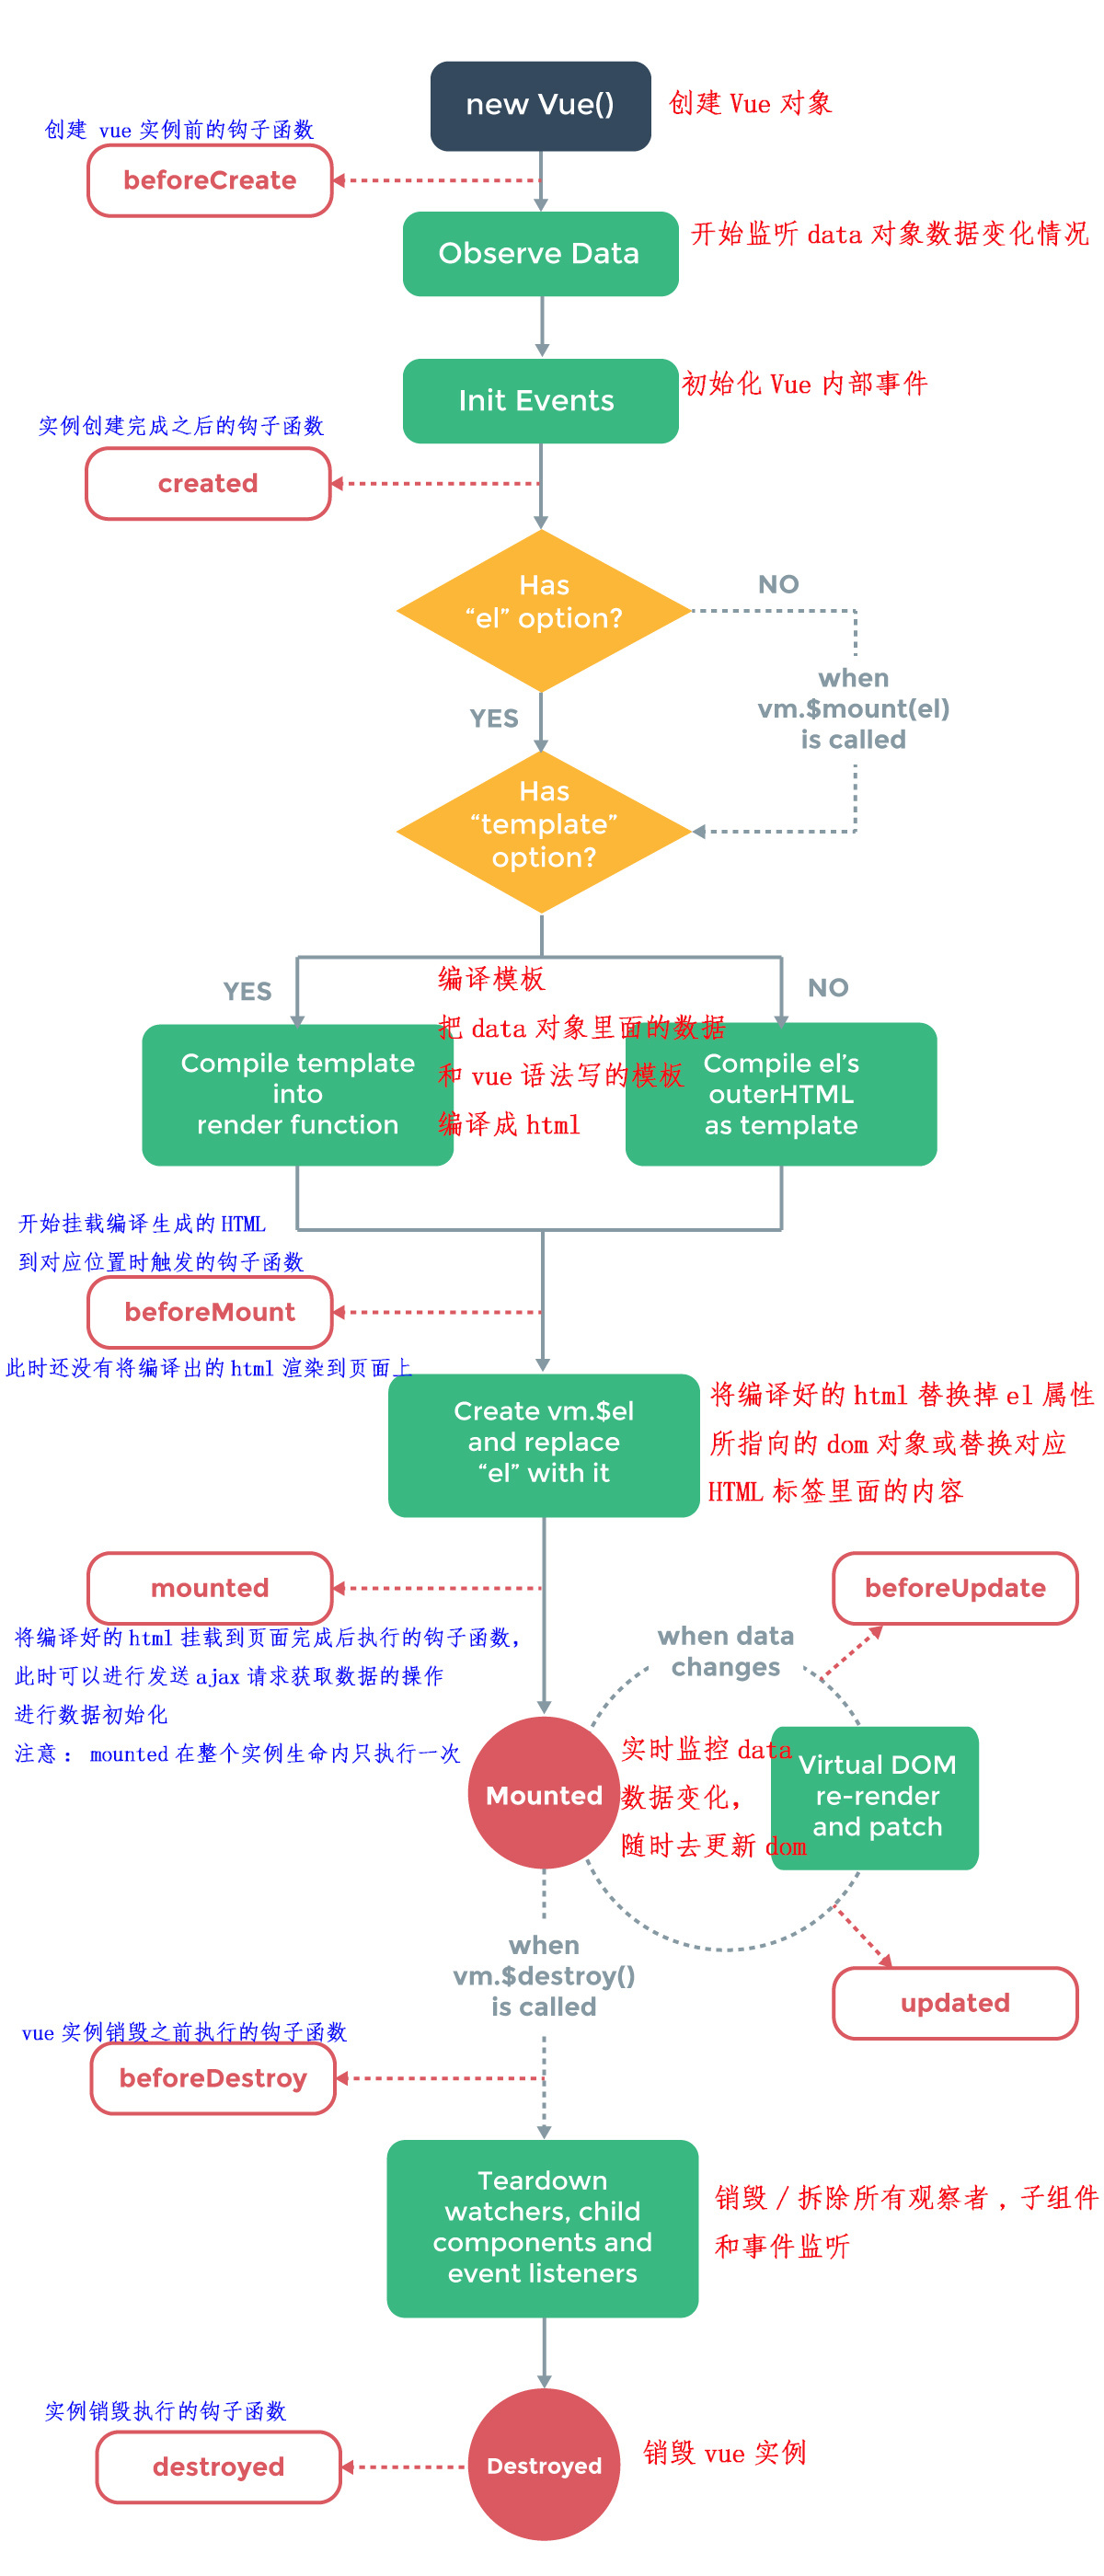 new Vue()
创建 Vue 对象
创建 vue 实例前的钩子函数
beforeCreate
Observe Data
开始监听 data 对象数据变化情况
Init Events
初始化 Vue 内部事件
实例创建完成之后的钩子函数
created
Has
“el” option?
NO
when
vm.$mount(el)
is called
YES
Has
“template”
option?
YES
NO
编译模板
把 data 对象里面的数据
和 vue 语法写的模板
编译成 html
Compile template
into
render function
Compile el’s
outerHTML
as template
开始挂载编译生成的 HTML
到对应位置时触发的钩子函数
beforeMount
此时还没有将编译出的 html 渲染到页面上
Create vm.$el
and replace
“el” with it
将编译好的 html 替换掉 el 属性
所指向的 dom 对象或替换对应
HTML 标签里面的内容
mounted
将编译好的 html 挂载到页面完成后执行的钩子函数，
此时可以进行发送 ajax 请求获取数据的操作
进行数据初始化
注意： mounted 在整个实例生命内只执行一次
beforeUpdate
when data
changes
Mounted
实时监控 data
数据变化，
随时去更新 dom
Virtual DOM
re-render
and patch
updated
when
vm.$destroy()
is called
vue 实例销毁之前执行的钩子函数
beforeDestroy
Teardown
watchers, child
components and
event listeners
销毁 / 拆除所有观察者，子组件
和事件监听
实例销毁执行的钩子函数
destroyed
Destroyed
销毁 vue 实例